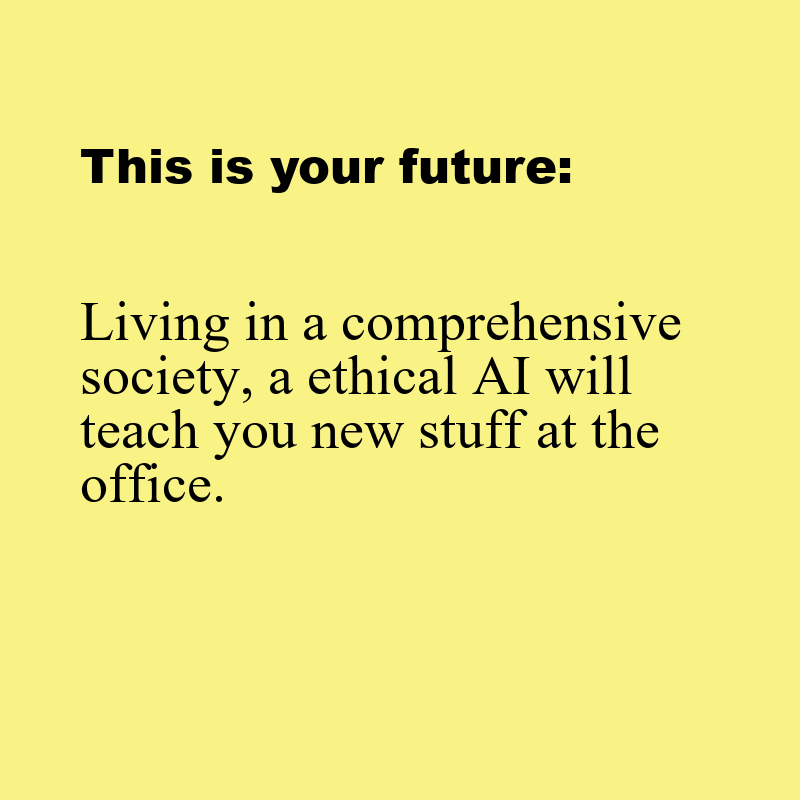 This is your future:
Living in a comprehensive
society, a ethical AI will
teach you new stuff at the
office.